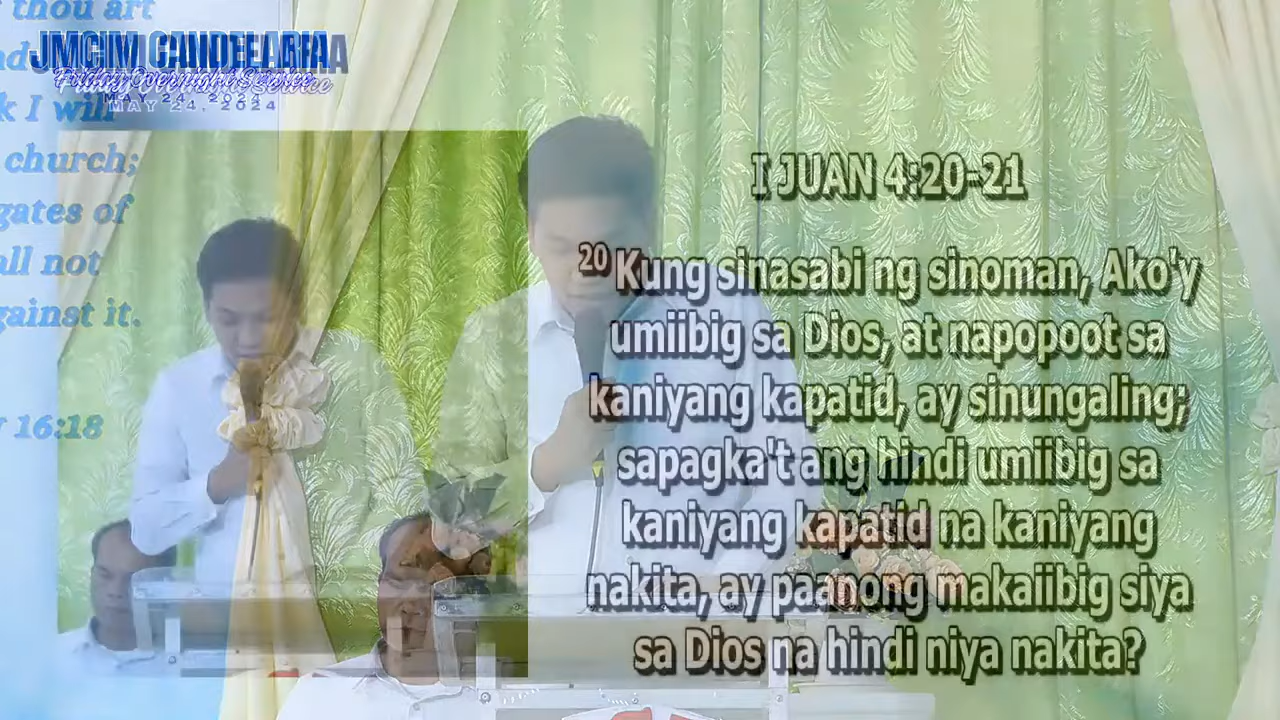 thou art
JMCIM CANDELARIA
Friday Overnight Service
MAY 24, 2024
k I will
church;
gates of
all not
against it.
16:18
I JUAN 4:20-21
20 Kung sinasabi ng sinoman, Ako'y
umiibig sa Dios, at napopoot sa
kaniyang kapatid, ay sinungaling;
sapagka't ang hindi umiibig sa
kaniyang kapatid na kaniyang
nakita, ay paanong makaiibig siya
sa Dios na hindi niya nakita?